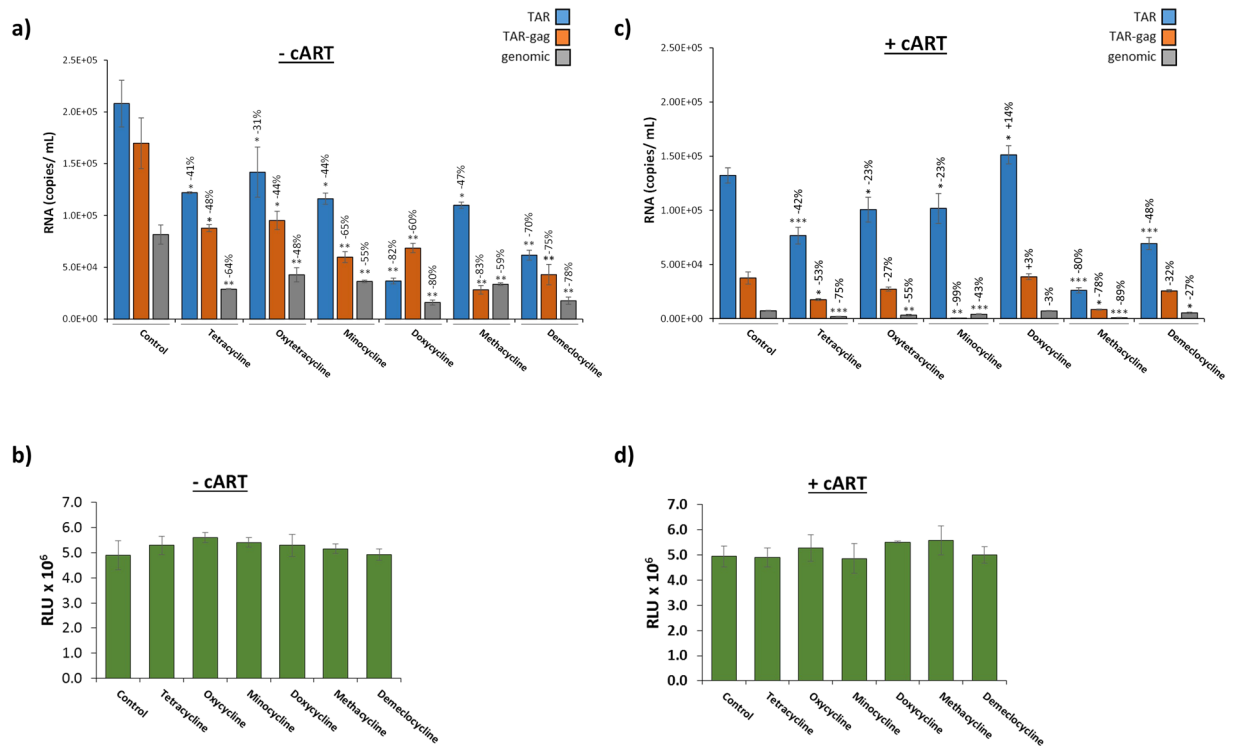 a)
- cART
TAR
TAR-gag
genomic
RNA (copies/ mL)
2.5E+05
2.0E+05
1.5E+05
1.0E+05
5.0E+04
0.0E+00
* -41%
* -48%
** -64%
* -31%
* -44%
** -48%
* -44%
** -65%
** -55%
** -82%
** -60%
** -80%
* -47%
** -83%
** -59%
** -70%
** -75%
** -78%
Control
Tetracycline
Oxytetracycline
Minocycline
Doxycycline
Methacycline
Demeclocycline
c)
+ cART
TAR
TAR-gag
genomic
RNA (copies/ mL)
2.50E+05
2.00E+05
1.50E+05
1.00E+05
5.00E+04
0.00E+00
*** -42%
* -53%
*** -75%
* -23%
-27%
** -55%
* -23%
** -99%
*** -43%
* +14%
+3%
-3%
*** -80%
* -78%
*** -89%
*** -48%
-32%
* -27%
Control
Tetracycline
Oxytetracycline
Minocycline
Doxycycline
Methacycline
Demeclocycline
b)
- cART
RLU x 10⁶
7.0
6.0
5.0
4.0
3.0
2.0
1.0
0.0
Control
Tetracycline
Oxycycline
Minocycline
Doxycycline
Methacycline
Demeclocycline
d)
+ cART
RLU x 10⁶
7.0
6.0
5.0
4.0
3.0
2.0
1.0
0.0
Control
Tetracycline
Oxycycline
Minocycline
Doxycycline
Methacycline
Demeclocycline